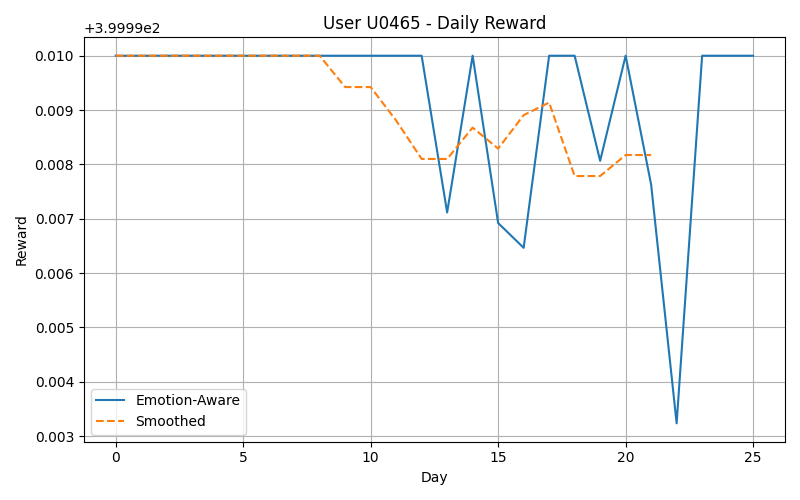 User U0465 - Daily Reward
+3.9999e2
0.010
0.009
0.008
0.007
0.006
0.005
0.004
0.003
Reward
Emotion-Aware
Smoothed
0 5 10 15 20 25
Day